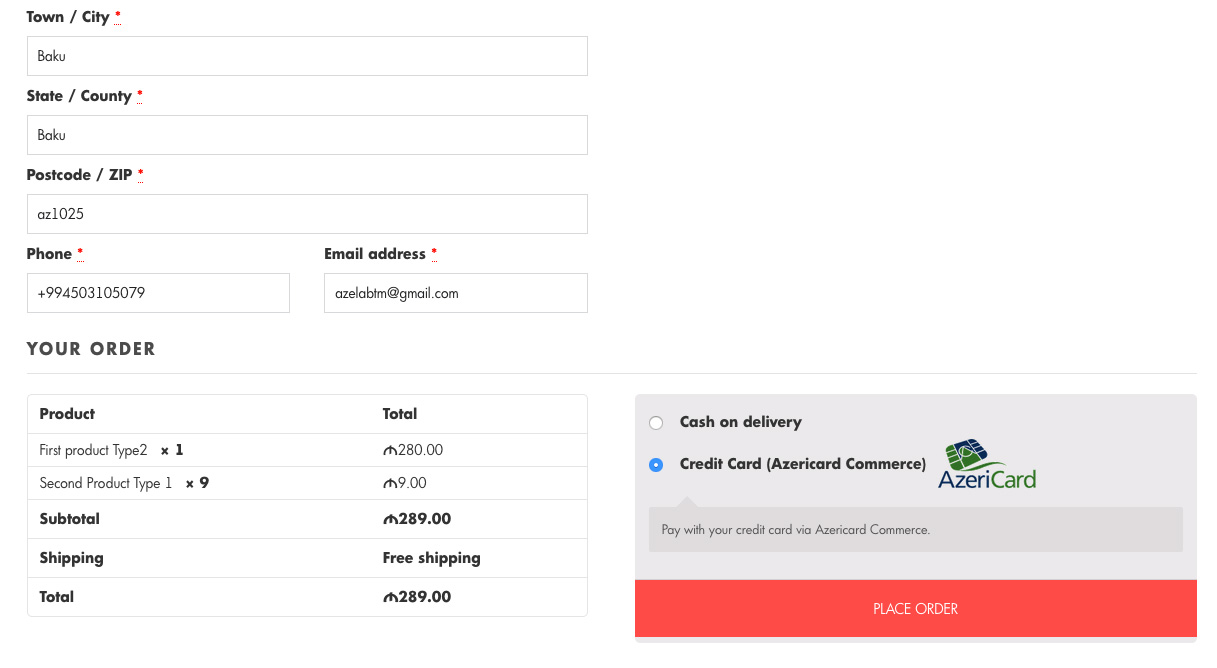 Town / City *
Baku
State / County *
Baku
Postcode / ZIP *
az1025
Phone * Email address *
+994503105079 azelabtm@gmail.com
YOUR ORDER
Product Total
First product Type2 × 1 ₼280.00
Second Product Type 1 × 9 ₼9.00
Subtotal ₼289.00
Shipping Free shipping
Total ₼289.00
Cash on delivery
Credit Card (Azericard Commerce) AzeriCard
Pay with your credit card via Azericard Commerce.
PLACE ORDER